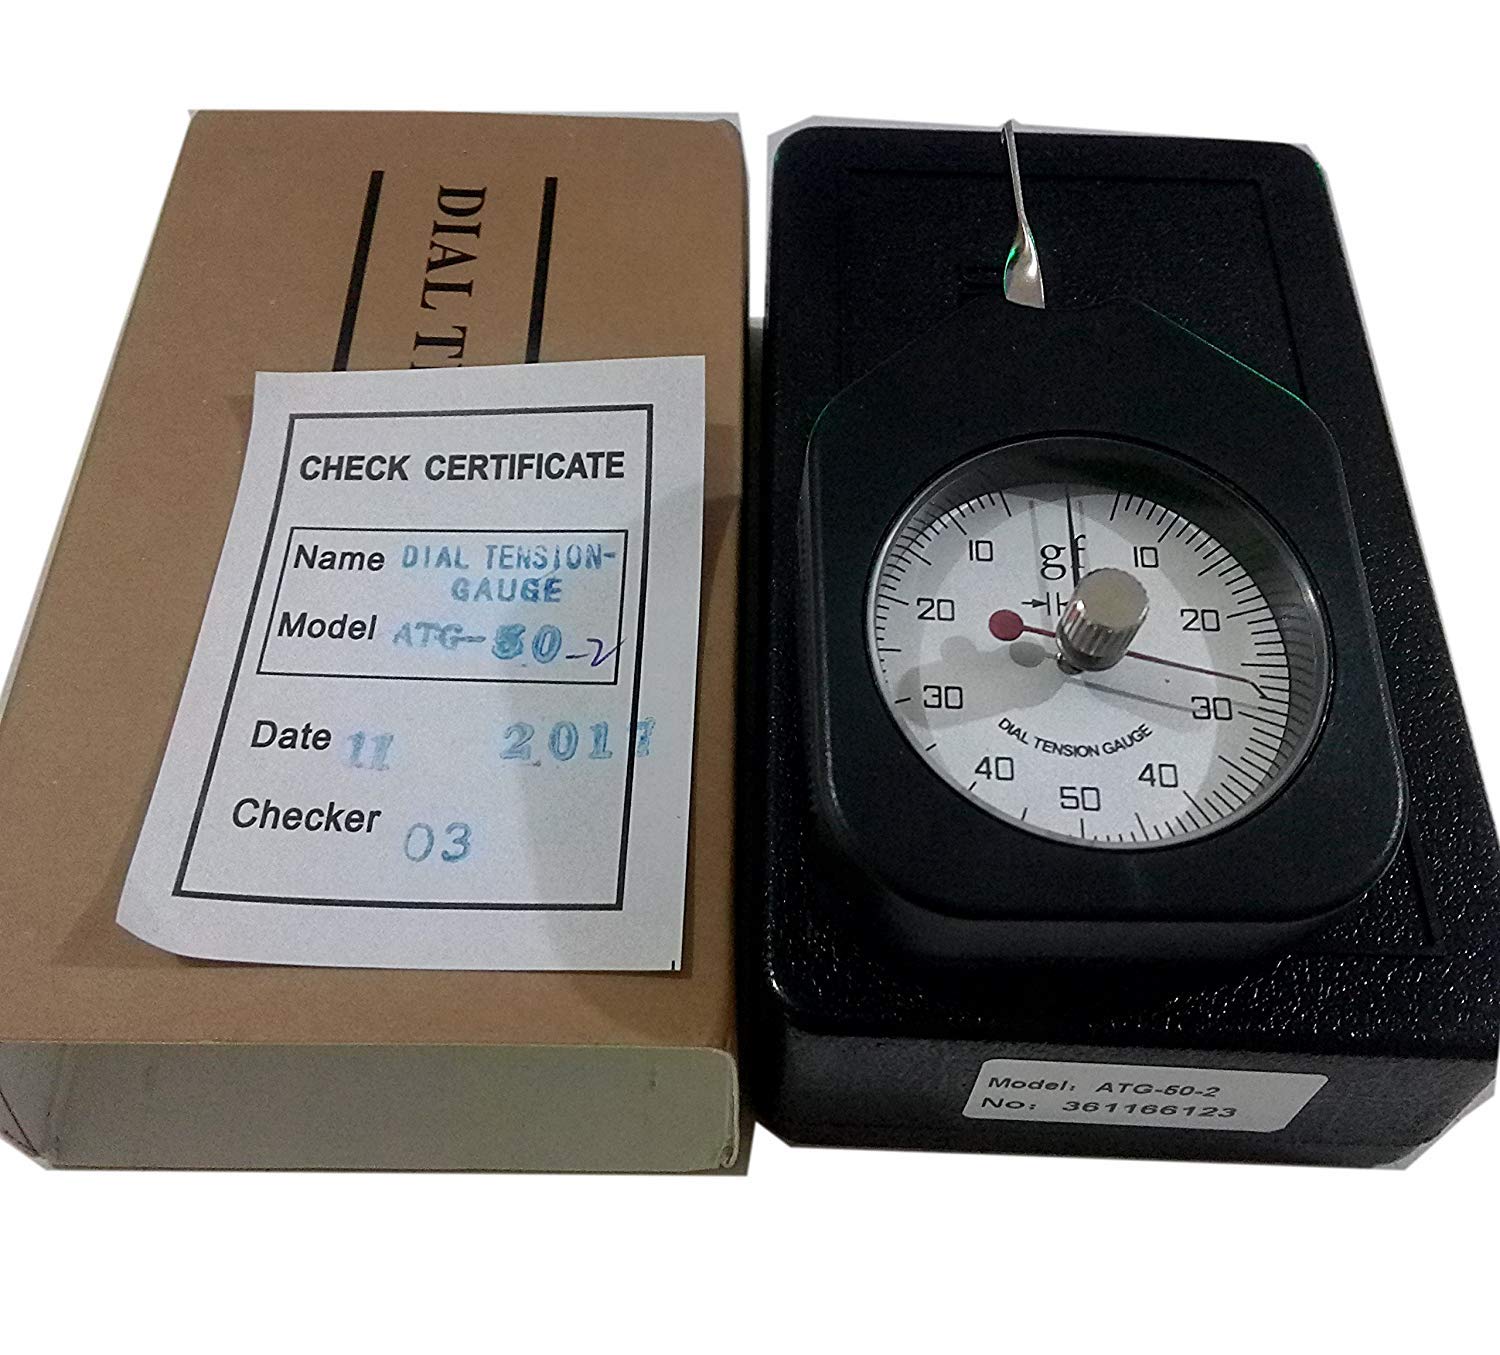 DIAL T
CHECK CERTIFICATE
Name DIAL TENSION-
GAUGE
Model ATG-50-2
Date 11 2017
Checker 03
gf
10 10
20 20
30 30
40 40
50
DIAL TENSION GAUGE
Model: ATG-50-2
No: 361166123